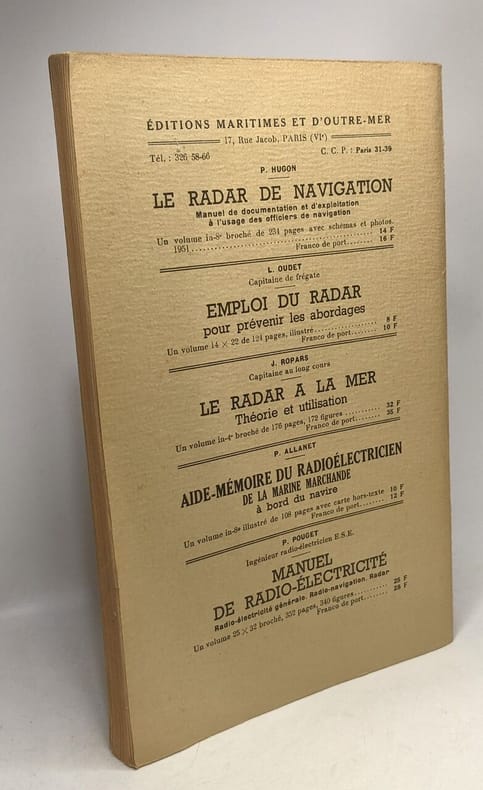 ÉDITIONS MARITIMES ET D'OUTRE-MER
17, Rue Jacob, PARIS (VIᵉ)
Tél. : 326 58-66 C. C. P. : Paris 31-39
P. HUGON
LE RADAR DE NAVIGATION
Manuel de documentation et d'exploitation
à l'usage des officiers de navigation
Un volume in-8º broché de 234 pages avec schémas et photos.
1951........................................ 14 F
Franco de port........ 16 F
L. OUDET
Capitaine de frégate
EMPLOI DU RADAR
pour prévenir les abordages
Un volume 14 × 22 de 124 pages, illustré.................... 8 F
Franco de port........ 10 F
J. ROPARS
Capitaine au long cours
LE RADAR A LA MER
Théorie et utilisation
Un volume in-4º broché de 176 pages, 172 figures........... 32 F
Franco de port........ 35 F
P. ALLANET
AIDE-MÉMOIRE DU RADIOÉLECTRICIEN
DE LA MARINE MARCHANDE
à bord du navire
Un volume in-8º illustré de 108 pages avec carte hors-texte 10 F
Franco de port........ 12 F
P. POUGET
Ingénieur radio-électricien E.S.E.
MANUEL
DE RADIO-ÉLECTRICITÉ
Radio-électricité générale. Radio-navigation. Radar
Un volume 25 × 32 broché, 352 pages, 340 figures........... 25 F
Franco de port........ 28 F